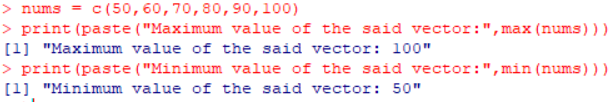 > nums = c(50,60,70,80,90,100)
> print(paste("Maximum value of the said vector:",max(nums)))
[1] "Maximum value of the said vector: 100"
> print(paste("Minimum value of the said vector:",min(nums)))
[1] "Minimum value of the said vector: 50"